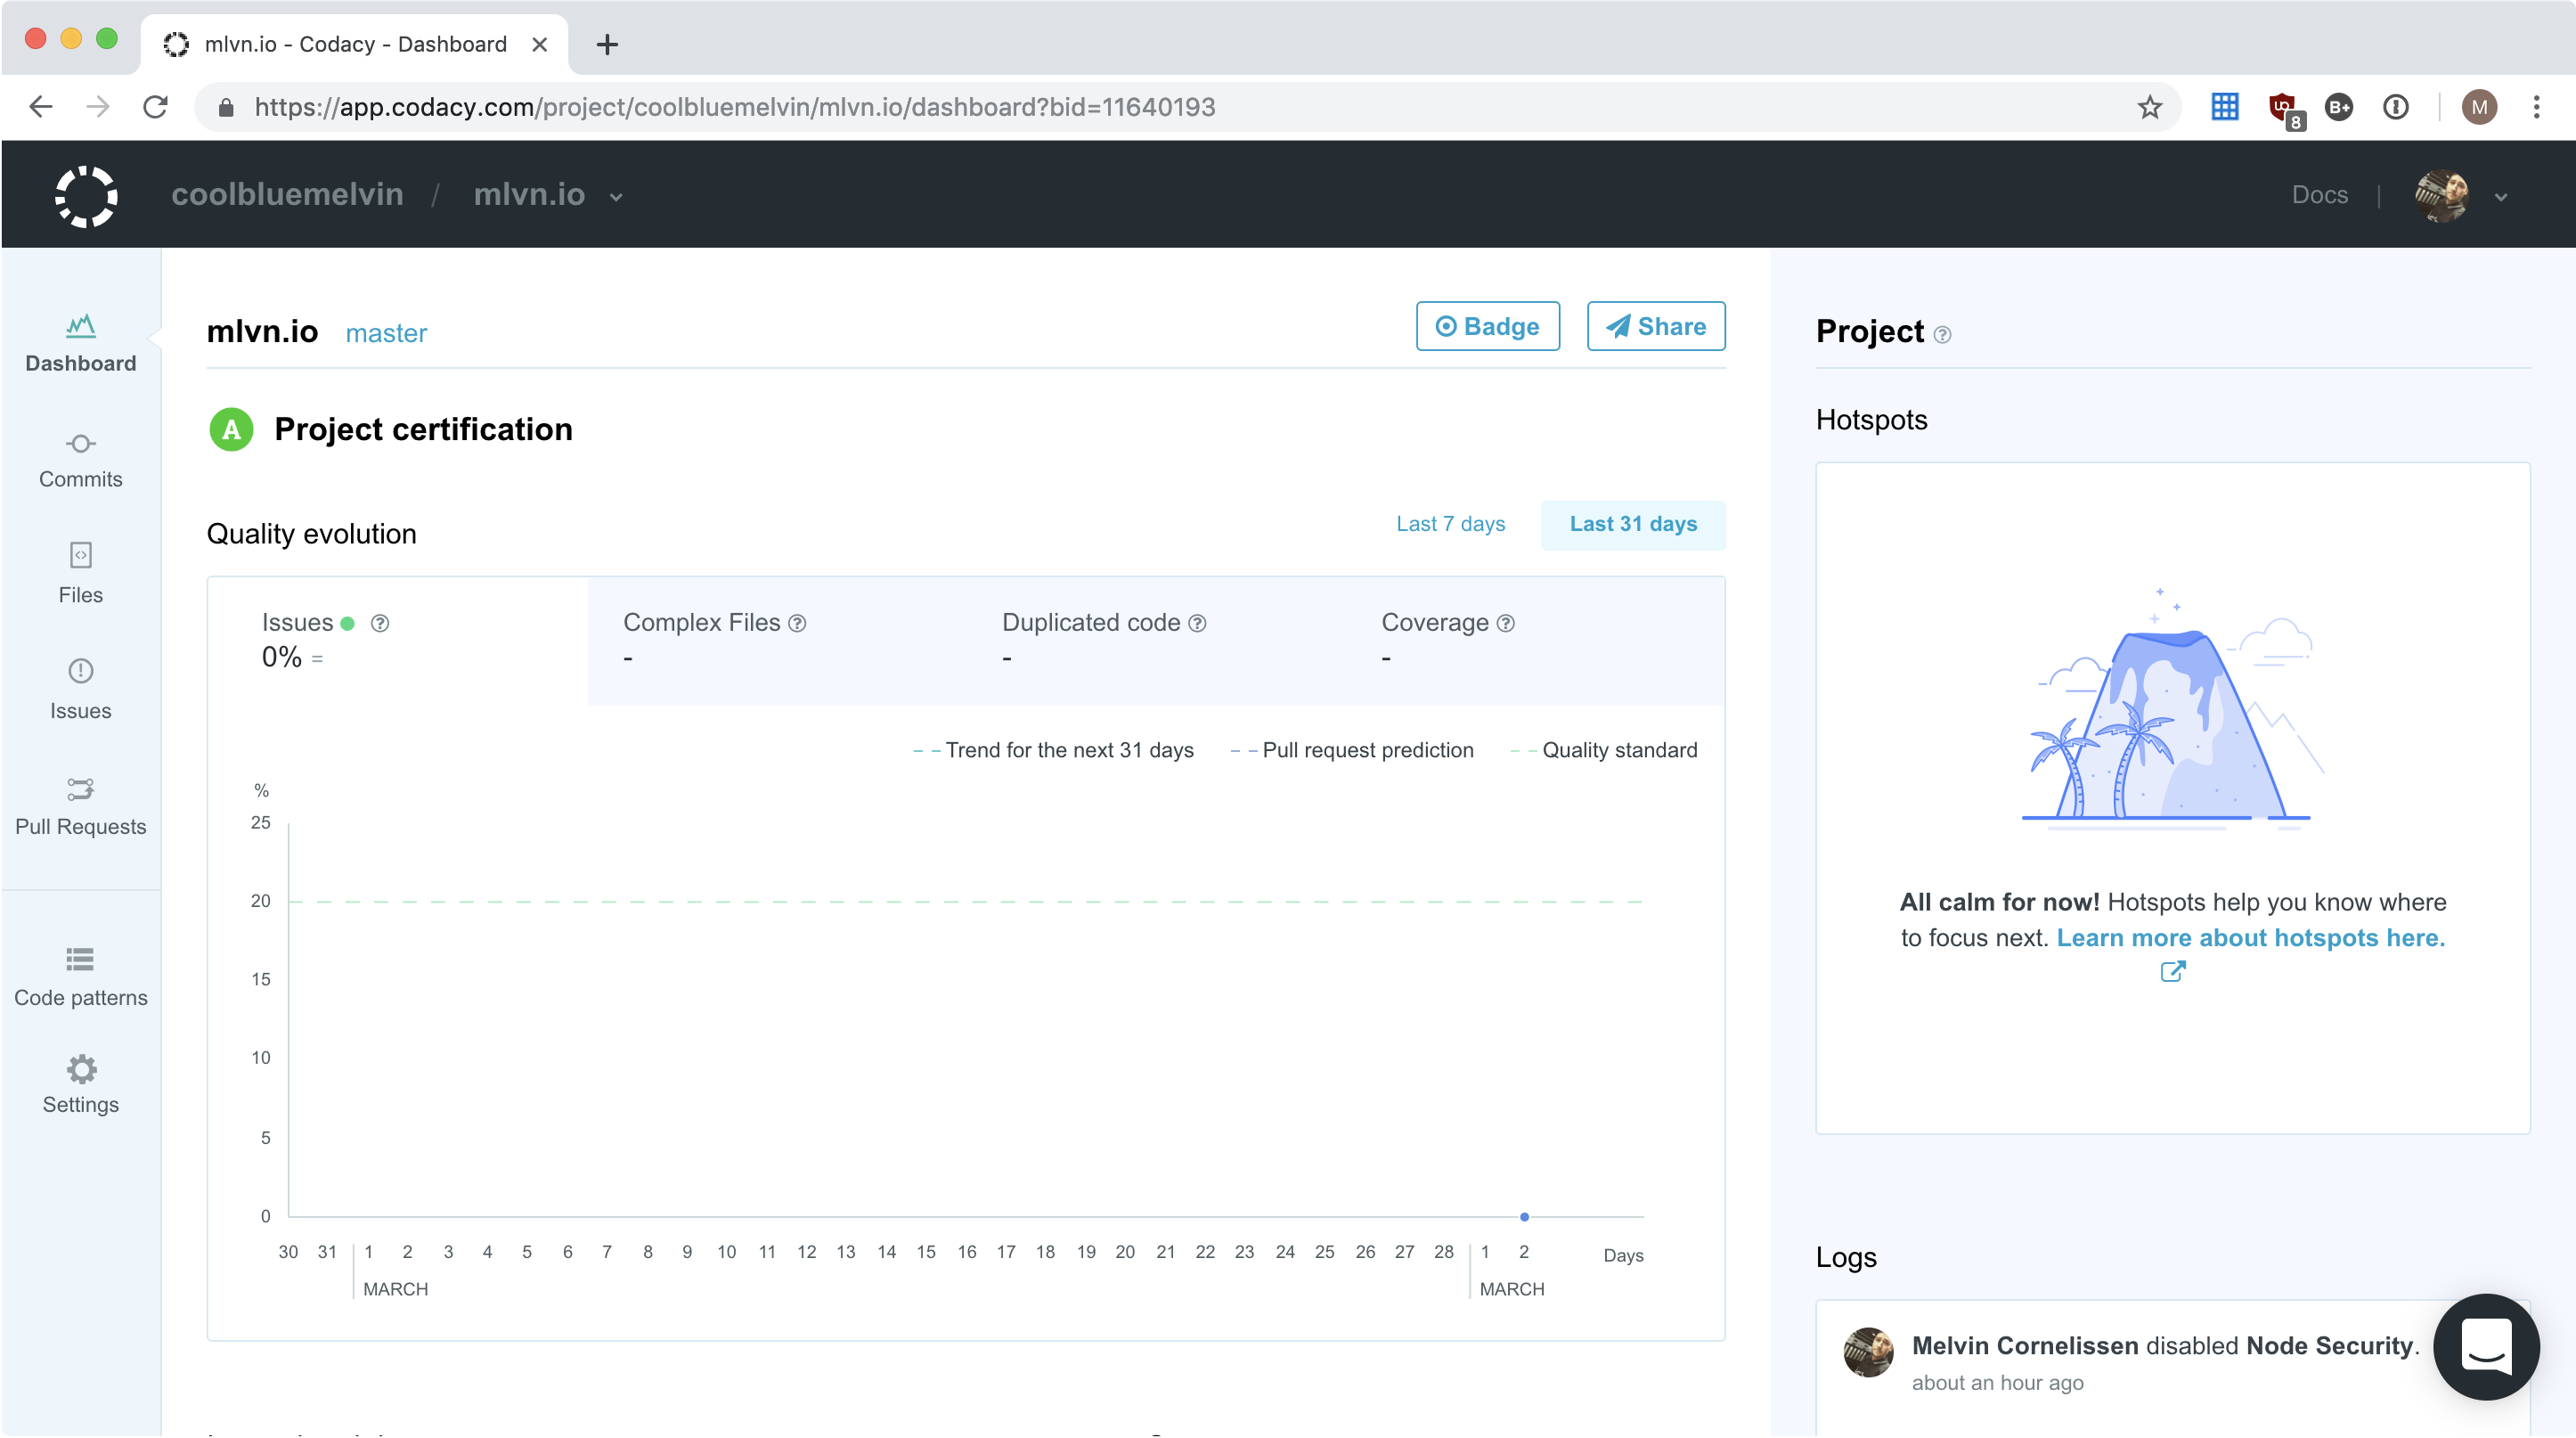 mlvn.io - Codacy - Dashboard
https://app.codacy.com/project/coolbluemelvin/mlvn.io/dashboard?bid=11640193
8
B+
M
coolbluemelvin / mlvn.io
Docs |
Dashboard
Commits
Files
Issues
Pull Requests
Code patterns
Settings
mlvn.io master
Badge
Share
A Project certification
Quality evolution
Last 7 days
Last 31 days
Issues
0% =
Complex Files
-
Duplicated code
-
Coverage
-
Trend for the next 31 days
Pull request prediction
Quality standard
%
25
20
15
10
5
0
30 31 1 2 3 4 5 6 7 8 9 10 11 12 13 14 15 16 17 18 19 20 21 22 23 24 25 26 27 28 1 2 Days
MARCH MARCH
Project
Hotspots
All calm for now! Hotspots help you know where
to focus next. Learn more about hotspots here.
Logs
Melvin Cornelissen disabled Node Security.
about an hour ago